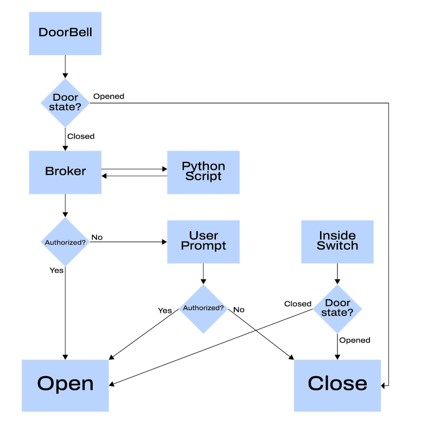 DoorBell
Door
state?
Opened
Closed
Broker
Python
Script
Authorized?
No
Yes
User
Prompt
Inside
Switch
Authorized?
Yes
No
Door
state?
Closed
Opened
Open
Close